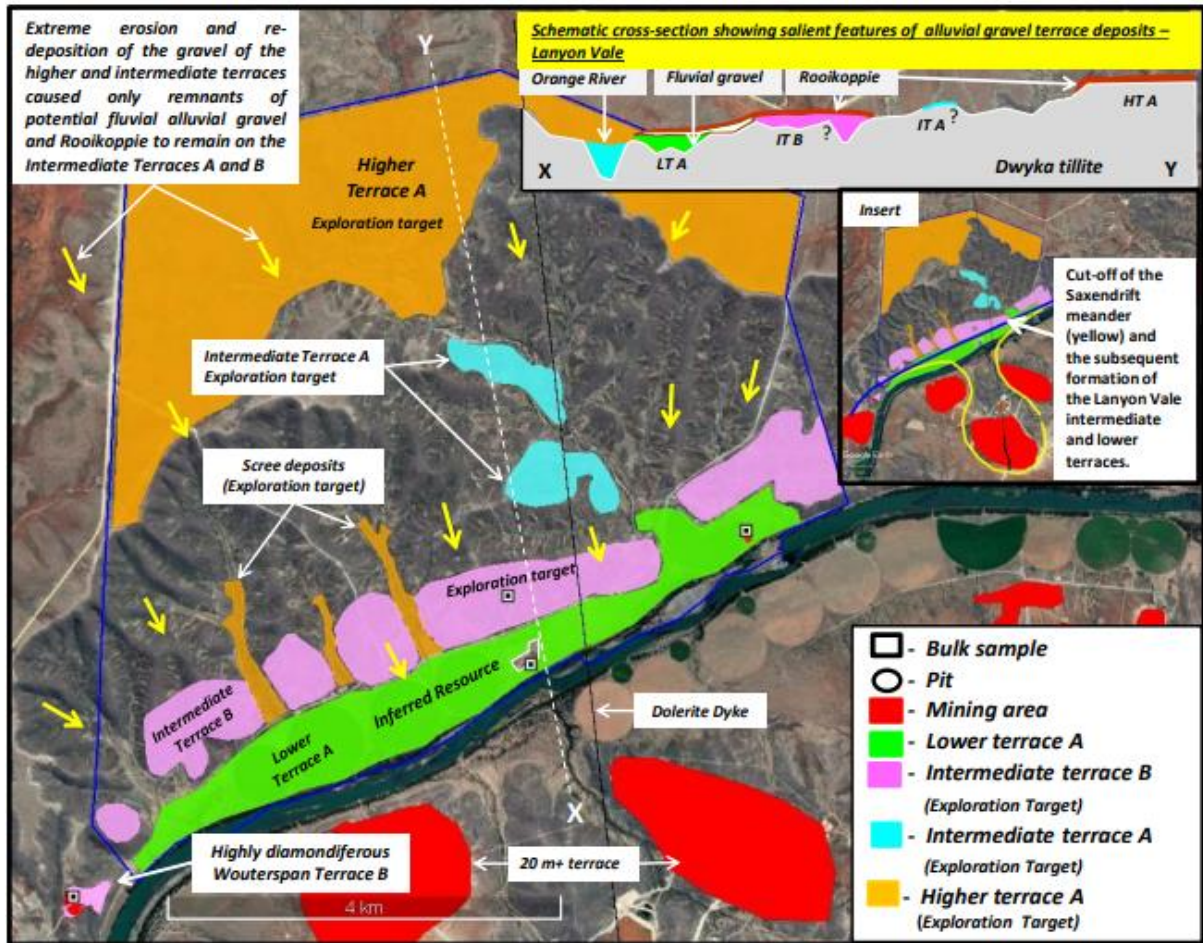 Extreme erosion and re-
deposition of the gravel of the
higher and intermediate terraces
caused only remnants of
potential fluvial alluvial gravel
and Rooikoppie to remain on the
Intermediate Terraces A and B
Y
Schematic cross-section showing salient features of alluvial gravel terrace deposits –
Lanyon Vale
Orange River
Fluvial gravel
Rooikoppie
HT A
IT A
?
IT B
?
LT A
X
Dwyka tillite
Y
Higher
Terrace A
Exploration target
Insert
Cut-off of the
Saxendrift
meander
(yellow) and
the subsequent
formation of
the Lanyon Vale
intermediate
and lower
terraces.
Google Earth
Intermediate Terrace A
Exploration target
Scree deposits
(Exploration target)
Exploration target
Intermediate
Terrace B
Inferred Resource
Lower
Terrace A
Dolerite Dyke
X
20 m+ terrace
Highly diamondiferous
Wouterspan Terrace B
4 km
- Bulk sample
- Pit
- Mining area
- Lower terrace A
- Intermediate terrace B
(Exploration Target)
- Intermediate terrace A
(Exploration Target)
- Higher terrace A
(Exploration Target)